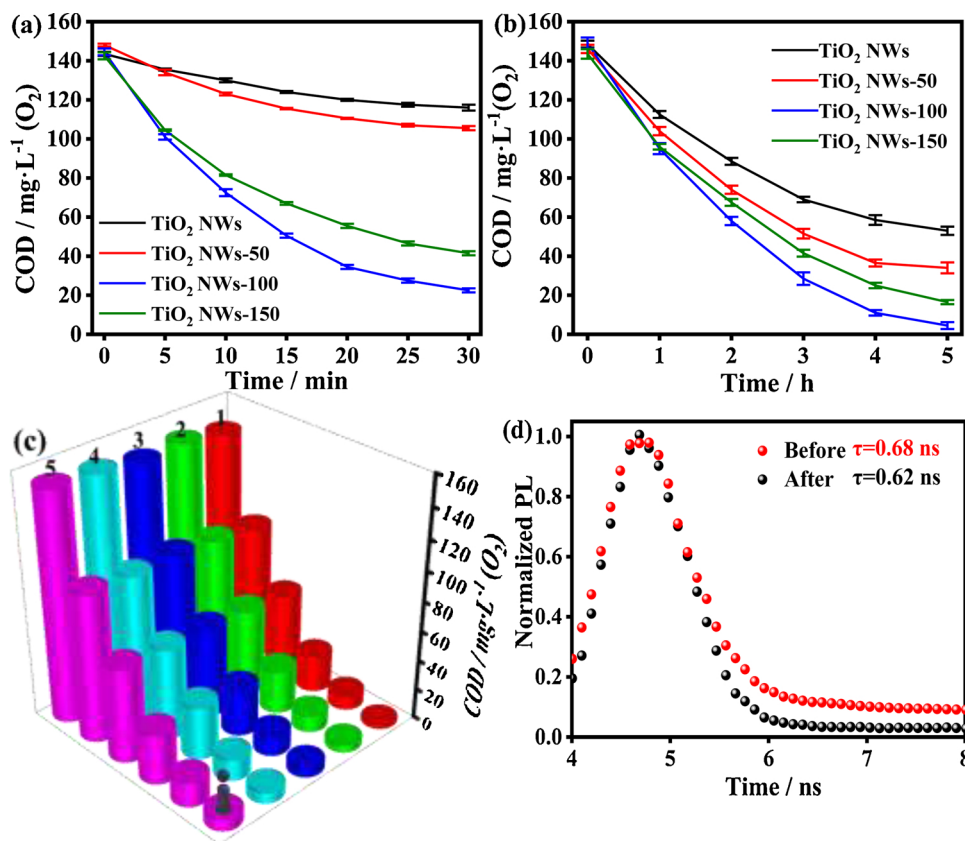 (a)
160
140
120
100
80
60
40
20
0
COD / mg·L⁻¹ (O₂)
TiO₂ NWs
TiO₂ NWs-50
TiO₂ NWs-100
TiO₂ NWs-150
0 5 10 15 20 25 30
Time / min
(b)
160
140
120
100
80
60
40
20
0
COD / mg·L⁻¹(O₂)
TiO₂ NWs
TiO₂ NWs-50
TiO₂ NWs-100
TiO₂ NWs-150
0 1 2 3 4 5
Time / h
(c)
5 4 3 2 1
160
140
120
100
80
60
40
20
0
COD / mg·L⁻¹ (O₂)
(d)
1.0
0.8
0.6
0.4
0.2
0.0
Normalized PL
Before τ=0.68 ns
After τ=0.62 ns
4 5 6 7 8
Time / ns